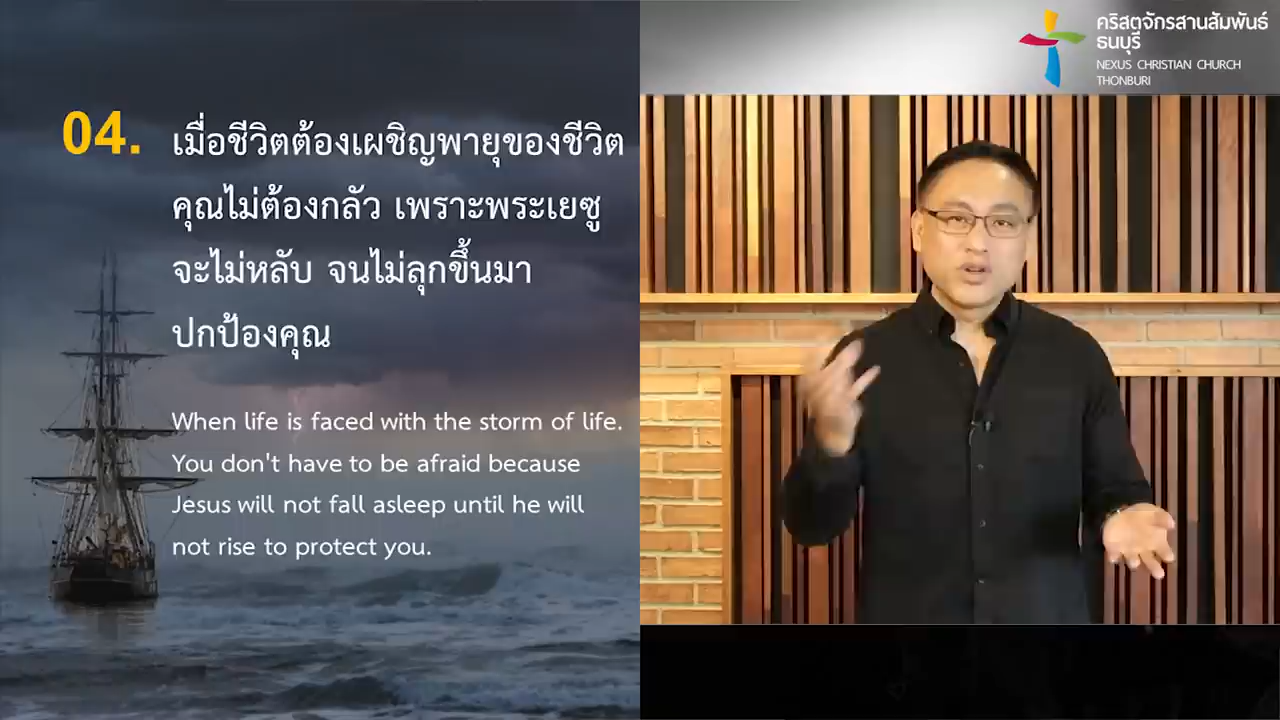 04.
เมื่อชีวิตต้องเผชิญพายุของชีวิต
คุณไม่ต้องกลัว เพราะพระเยซู
จะไม่หลับ จนไม่ลุกขึ้นมา
ปกป้องคุณ
When life is faced with the storm of life.
You don't have to be afraid because
Jesus will not fall asleep until he will
not rise to protect you.
คริสตจักรสานสัมพันธ์
ธนบุรี
NEXUS CHRISTIAN CHURCH
THONBURI